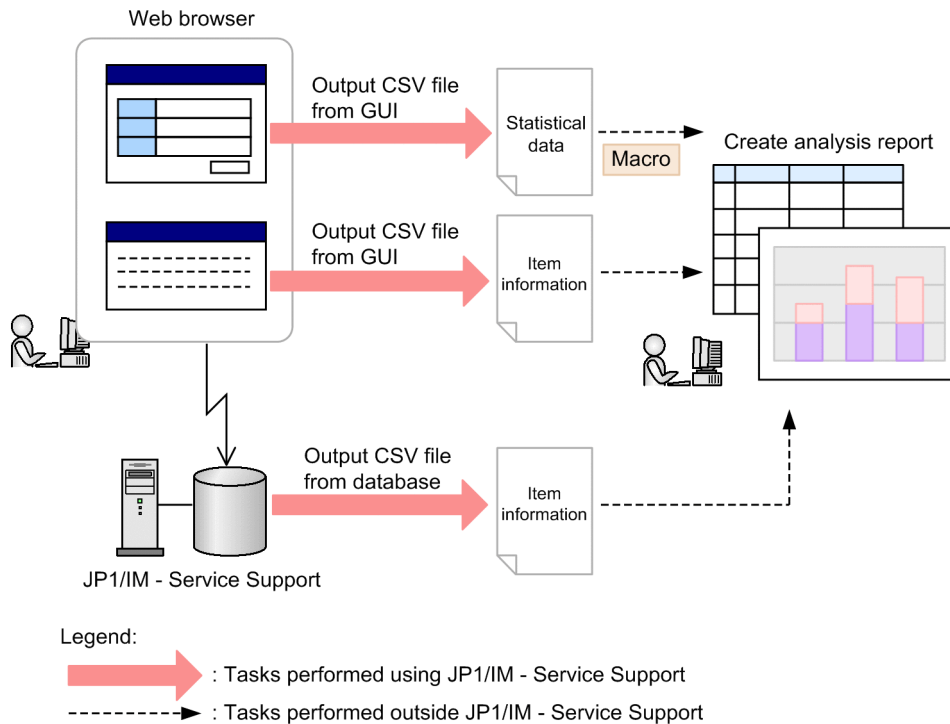 Web browser
Output CSV file
from GUI
Statistical
data
Macro
Create analysis report
Output CSV file
from GUI
Item
information
Output CSV file
from database
Item
information
JP1/IM - Service Support
Legend:
: Tasks performed using JP1/IM - Service Support
: Tasks performed outside JP1/IM - Service Support